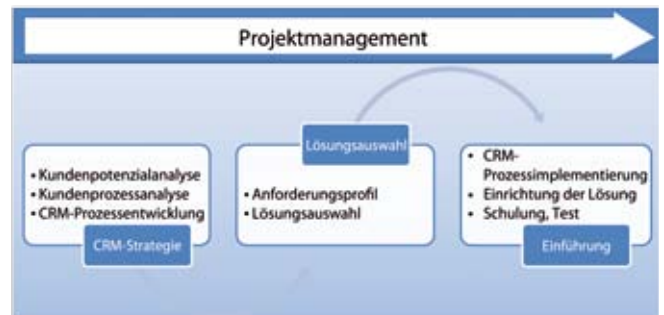 Projektmanagement
• Kundenpotenzialanalyse
• Kundenprozessanalyse
• CRM-Prozessentwicklung
CRM-Strategie
Lösungsauswahl
• Anforderungsprofil
• Lösungsauswahl
• CRM-
Prozessimplementierung
• Einrichtung der Lösung
• Schulung, Test
Einführung